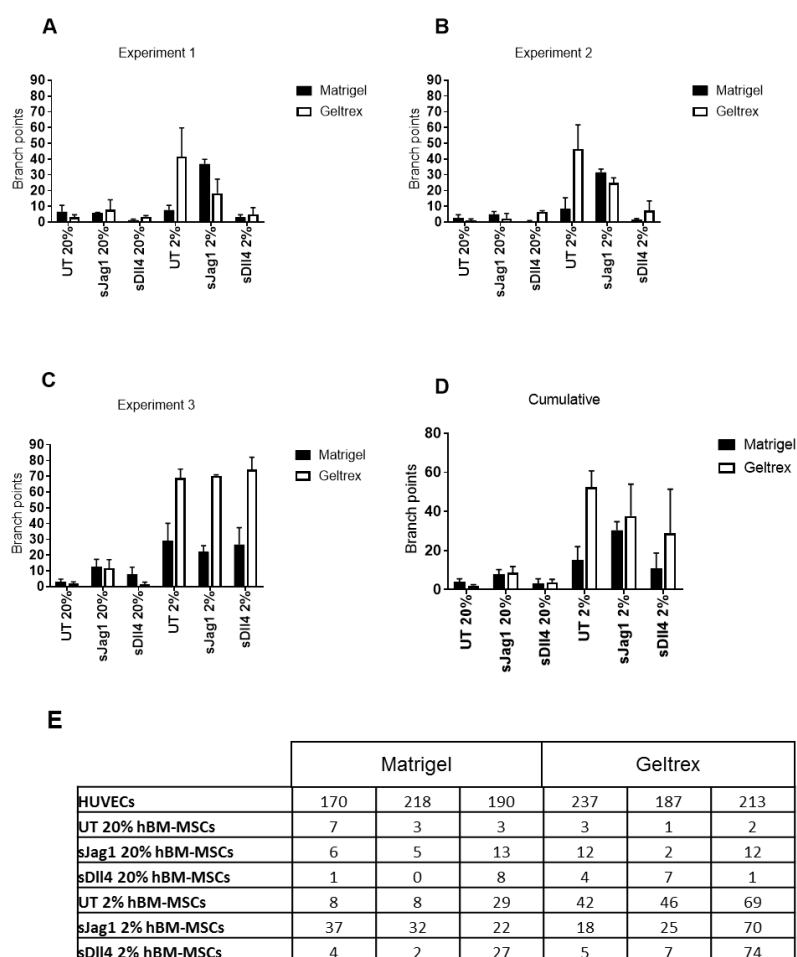 A
Experiment 1
Branch points
90
80
70
60
50
40
30
20
10
0
UT 20%
sJag1 20%
sDll4 20%
UT 2%
sJag1 2%
sDll4 2%
Matrigel
Geltrex
B
Experiment 2
Branch points
90
80
70
60
50
40
30
20
10
0
UT 20%
sJag1 20%
sDll4 20%
UT 2%
sJag1 2%
sDll4 2%
Matrigel
Geltrex
C
Experiment 3
Branch points
90
80
70
60
50
40
30
20
10
0
UT 20%
sJag1 20%
sDll4 20%
UT 2%
sJag1 2%
sDll4 2%
Matrigel
Geltrex
D
Cumulative
Branch points
80
60
40
20
0
UT 20%
sJag1 20%
sDll4 20%
UT 2%
sJag1 2%
sDll4 2%
Matrigel
Geltrex
E
Matrigel Geltrex
HUVECs 170 218 190 237 187 213
UT 20% hBM-MSCs 7 3 3 3 1 2
sJag1 20% hBM-MSCs 6 5 13 12 2 12
sDll4 20% hBM-MSCs 1 0 8 4 7 1
UT 2% hBM-MSCs 8 8 29 42 46 69
sJag1 2% hBM-MSCs 37 32 22 18 25 70
sDll4 2% hBM-MSCs 4 2 27 5 7 74